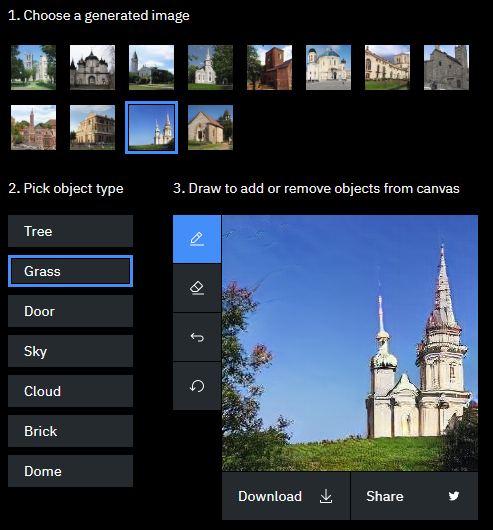 1. Choose a generated image
2. Pick object type
3. Draw to add or remove objects from canvas
Tree
Grass
Door
Sky
Cloud
Brick
Dome
Download
Share